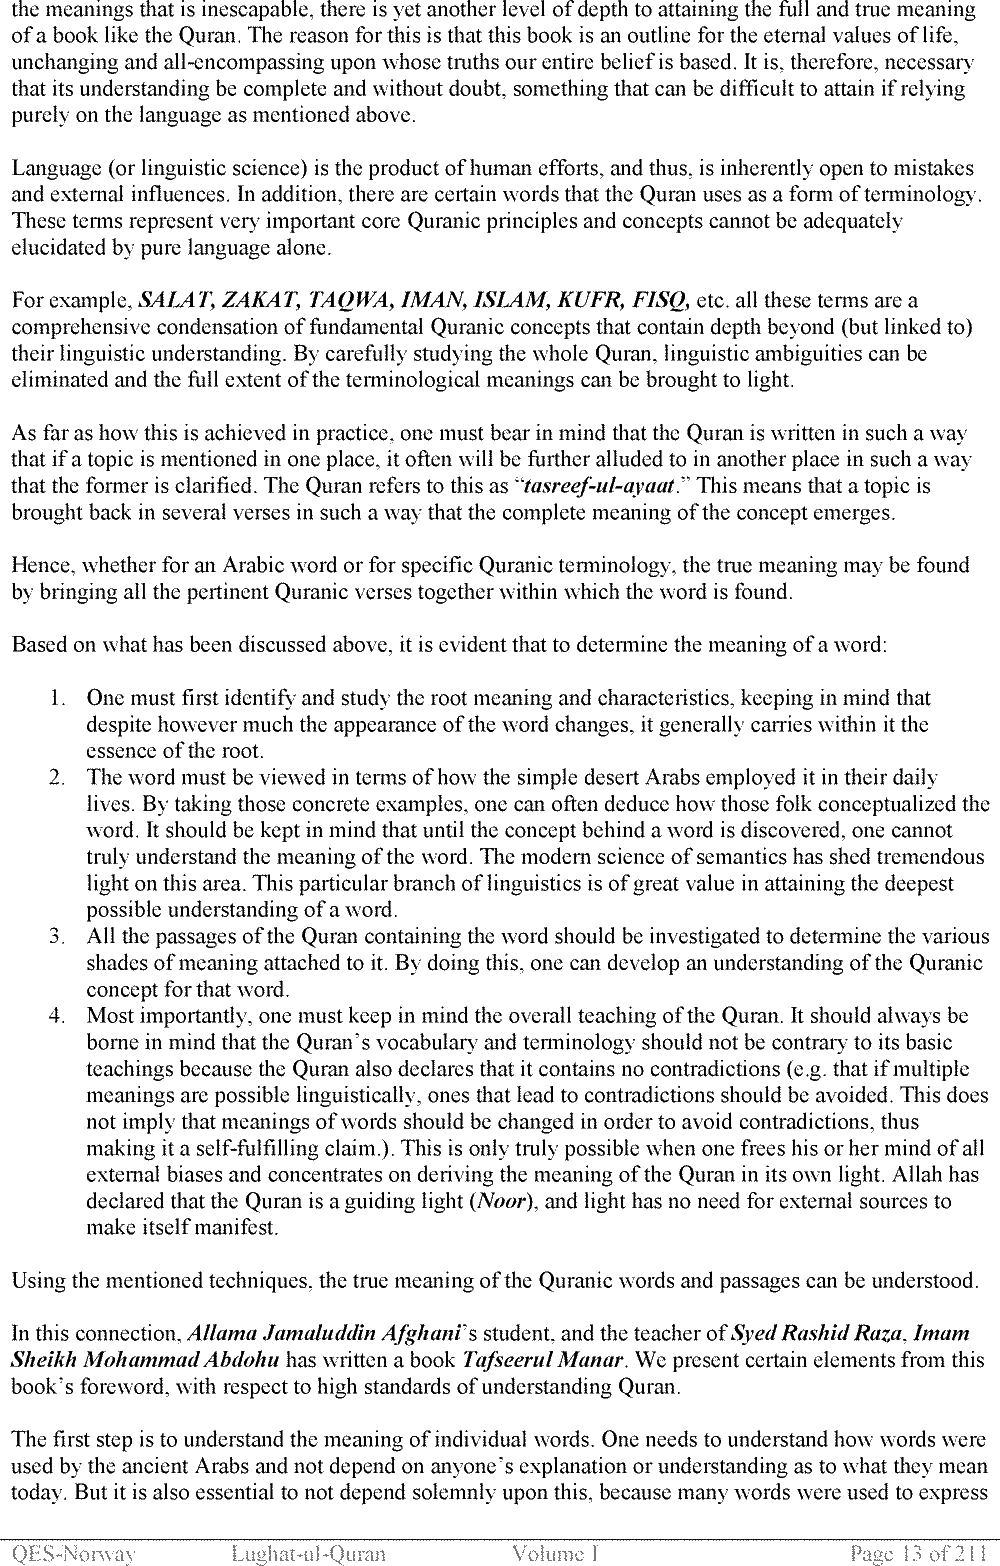 the meanings that is inescapable, there is yet another level of depth to attaining the full and true meaning
of a book like the Quran. The reason for this is that this book is an outline for the eternal values of life,
unchanging and all-encompassing upon whose truths our entire belief is based. It is, therefore, necessary
that its understanding be complete and without doubt, something that can be difficult to attain if relying
purely on the language as mentioned above.
Language (or linguistic science) is the product of human efforts, and thus, is inherently open to mistakes
and external influences. In addition, there are certain words that the Quran uses as a form of terminology.
These terms represent very important core Quranic principles and concepts cannot be adequately
elucidated by pure language alone.
For example, SALAT, ZAKAT, TAQWA, IMAN, ISLAM, KUFR, FISQ, etc. all these terms are a
comprehensive condensation of fundamental Quranic concepts that contain depth beyond (but linked to)
their linguistic understanding. By carefully studying the whole Quran, linguistic ambiguities can be
eliminated and the full extent of the terminological meanings can be brought to light.
As far as how this is achieved in practice, one must bear in mind that the Quran is written in such a way
that if a topic is mentioned in one place, it often will be further alluded to in another place in such a way
that the former is clarified. The Quran refers to this as “tasreef-ul-ayaat.” This means that a topic is
brought back in several verses in such a way that the complete meaning of the concept emerges.
Hence, whether for an Arabic word or for specific Quranic terminology, the true meaning may be found
by bringing all the pertinent Quranic verses together within which the word is found.
Based on what has been discussed above, it is evident that to determine the meaning of a word:
1. One must first identify and study the root meaning and characteristics, keeping in mind that
despite however much the appearance of the word changes, it generally carries within it the
essence of the root.
2. The word must be viewed in terms of how the simple desert Arabs employed it in their daily
lives. By taking those concrete examples, one can often deduce how those folk conceptualized the
word. It should be kept in mind that until the concept behind a word is discovered, one cannot
truly understand the meaning of the word. The modern science of semantics has shed tremendous
light on this area. This particular branch of linguistics is of great value in attaining the deepest
possible understanding of a word.
3. All the passages of the Quran containing the word should be investigated to determine the various
shades of meaning attached to it. By doing this, one can develop an understanding of the Quranic
concept for that word.
4. Most importantly, one must keep in mind the overall teaching of the Quran. It should always be
borne in mind that the Quran’s vocabulary and terminology should not be contrary to its basic
teachings because the Quran also declares that it contains no contradictions (e.g. that if multiple
meanings are possible linguistically, ones that lead to contradictions should be avoided. This does
not imply that meanings of words should be changed in order to avoid contradictions, thus
making it a self-fulfilling claim.). This is only truly possible when one frees his or her mind of all
external biases and concentrates on deriving the meaning of the Quran in its own light. Allah has
declared that the Quran is a guiding light (Noor), and light has no need for external sources to
make itself manifest.
Using the mentioned techniques, the true meaning of the Quranic words and passages can be understood.
In this connection, Allama Jamaluddin Afghani’s student, and the teacher of Syed Rashid Raza, Imam
Sheikh Mohammad Abdohu has written a book Tafseerul Manar. We present certain elements from this
book’s foreword, with respect to high standards of understanding Quran.
The first step is to understand the meaning of individual words. One needs to understand how words were
used by the ancient Arabs and not depend on anyone’s explanation or understanding as to what they mean
today. But it is also essential to not depend solemnly upon this, because many words were used to express
QES-Norway Lughat-ul-Quran Volume I Page 13 of 211